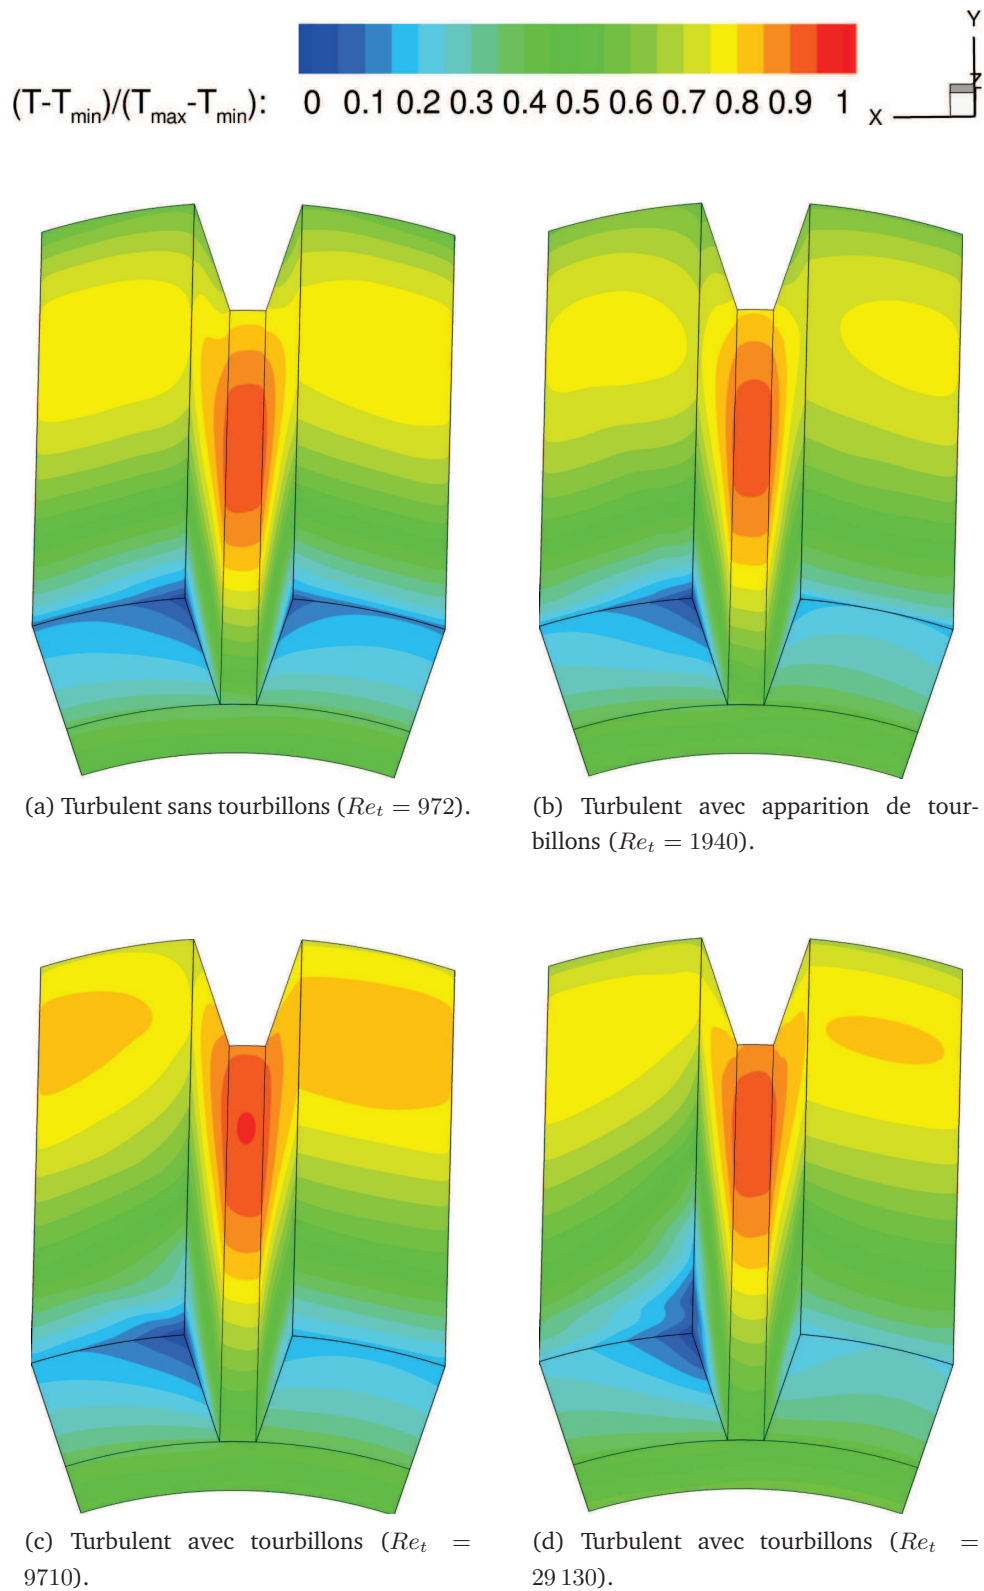 Y
Z
(T-Tmin)/(Tmax-Tmin): 0 0.1 0.2 0.3 0.4 0.5 0.6 0.7 0.8 0.9 1
X
(a) Turbulent sans tourbillons (Ret = 972).
(b) Turbulent avec apparition de tour-
billons (Ret = 1940).
(c) Turbulent avec tourbillons (Ret =
9710).
(d) Turbulent avec tourbillons (Ret =
29 130).